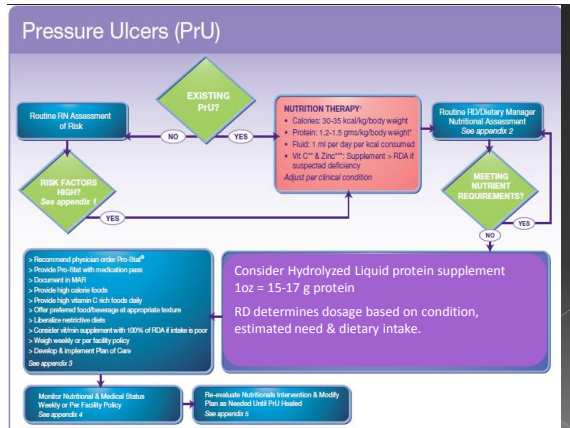 Pressure Ulcers (PrU)
EXISTING
PrU?
Routine RN Assessment
of Risk
NO
YES
NUTRITION THERAPY†
• Calories: 30-35 kcal/kg/body weight
• Protein: 1.2-1.5 gms/kg/body weight*
• Fluid: 1 ml per day per kcal consumed
• Vit C** & Zinc***: Supplement > RDA if
suspected deficiency
Adjust per clinical condition
Routine RD/Dietary Manager
Nutritional Assessment
See appendix 2
RISK FACTORS
HIGH?
See appendix 1
YES
MEETING
NUTRIENT
REQUIREMENTS?
NO
> Recommend physician order Pro-Stat®
> Provide Pro-Stat with medication pass
> Document in MAR
> Provide high calorie foods
> Provide high vitamin C rich foods daily
> Offer preferred food/beverage at appropriate texture
> Liberalize restrictive diets
> Consider vit/min supplement with 100% of RDA if intake is poor
> Weigh weekly or per facility policy
> Develop & implement Plan of Care
See appendix 3
Consider Hydrolyzed Liquid protein supplement
1oz = 15-17 g protein
RD determines dosage based on condition,
estimated need & dietary intake.
Monitor Nutritional & Medical Status
Weekly or Per Facility Policy
See appendix 4
Re-evaluate Nutritionals Intervention & Modify
Plan as Needed Until PrU Healed
See appendix 5